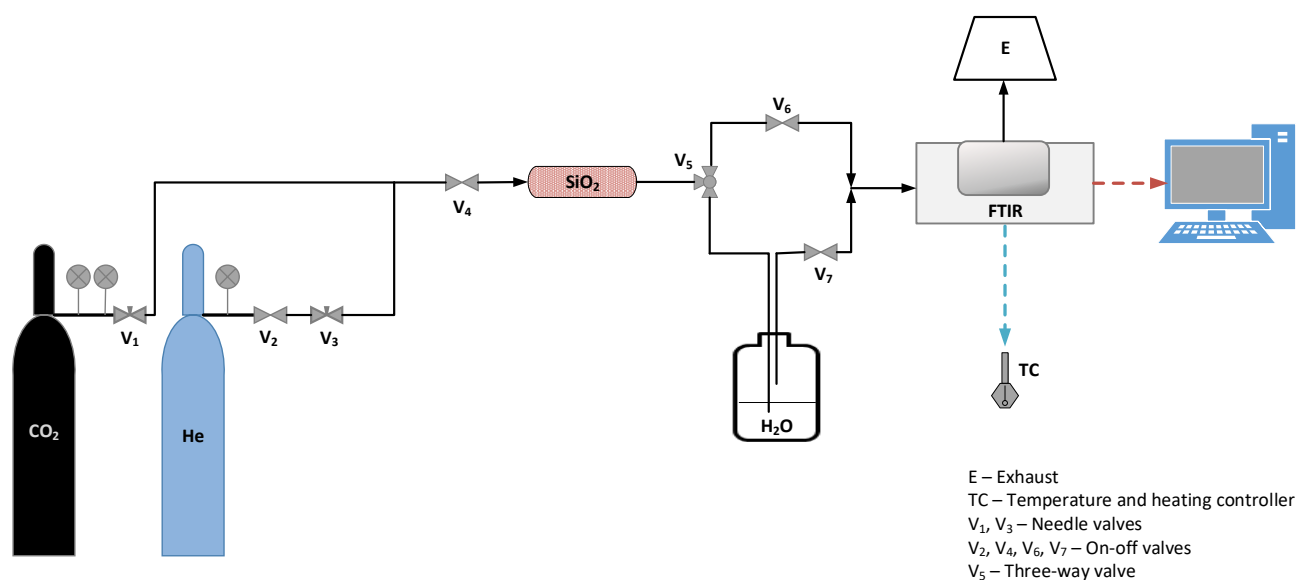 E
V₆
V₅
SiO₂
V₄
FTIR
V₇
V₁
V₂
V₃
TC
CO₂
He
H₂O
E – Exhaust
TC – Temperature and heating controller
V₁, V₃ – Needle valves
V₂, V₄, V₆, V₇ – On-off valves
V₅ – Three-way valve